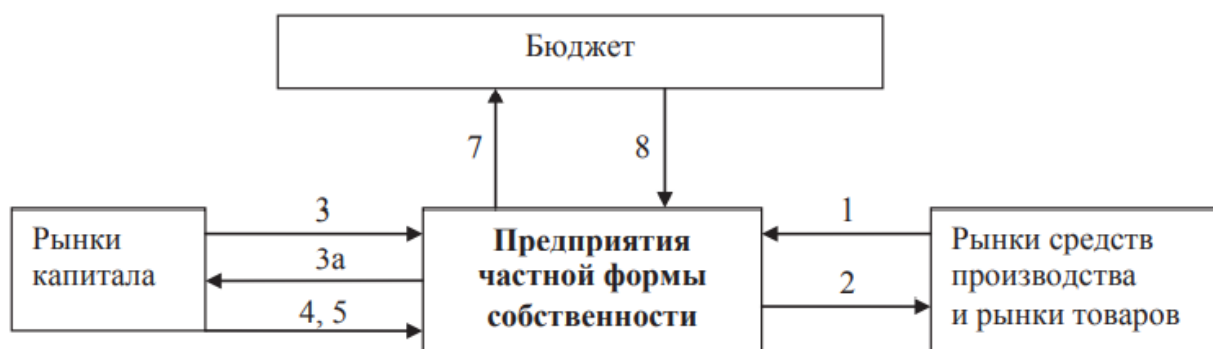 Бюджет
7
8
3
3а
4, 5
1
2
Рынки
капитала
Предприятия
частной формы
собственности
Рынки средств
производства
и рынки товаров